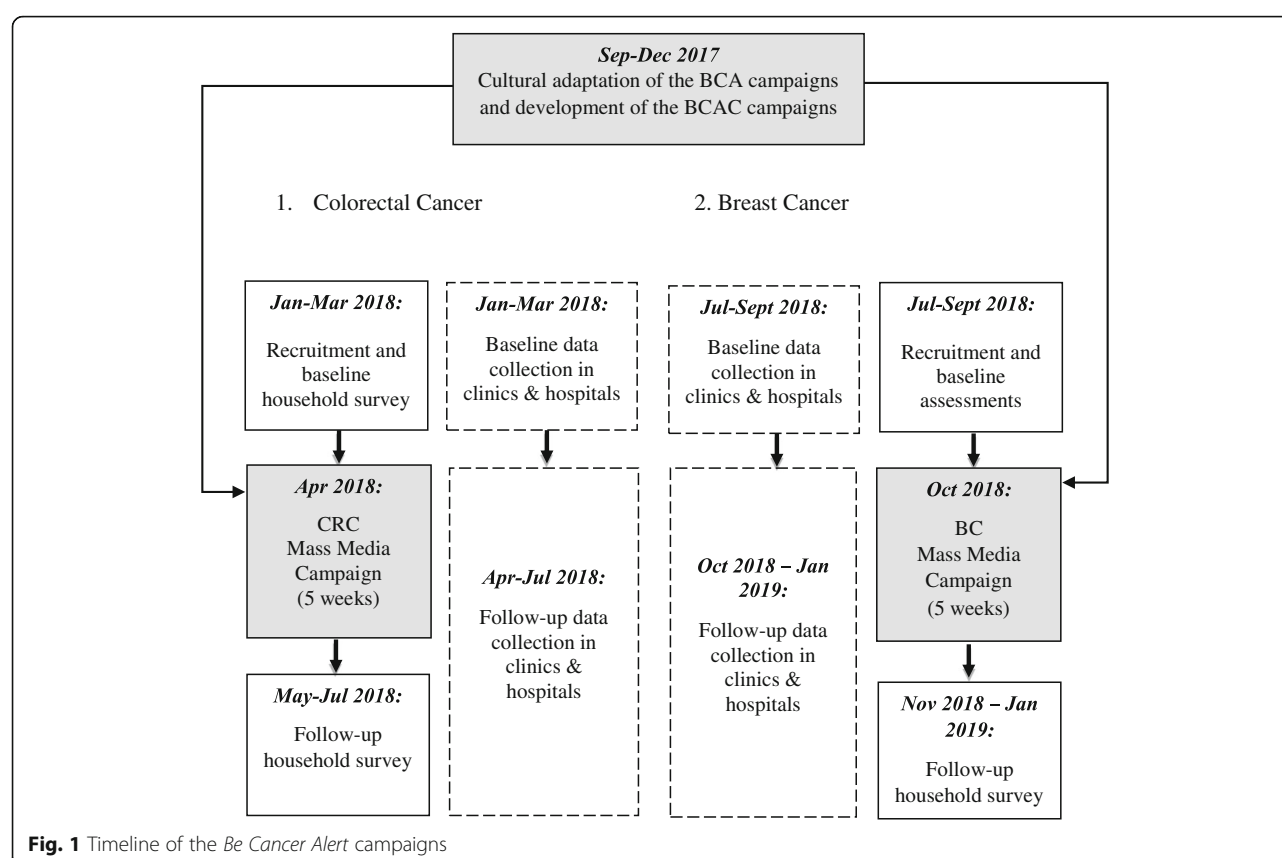 Sep-Dec 2017
Cultural adaptation of the BCA campaigns
and development of the BCAC campaigns
1. Colorectal Cancer
2. Breast Cancer
Jan-Mar 2018:
Recruitment and
baseline
household survey
Jan-Mar 2018:
Baseline data
collection in
clinics & hospitals
Jul-Sept 2018:
Baseline data
collection in
clinics & hospitals
Jul-Sept 2018:
Recruitment and
baseline
assessments
Apr 2018:
CRC
Mass Media
Campaign
(5 weeks)
Apr-Jul 2018:
Follow-up data
collection in
clinics &
hospitals
Oct 2018 – Jan
2019:
Follow-up data
collection in
clinics &
hospitals
Oct 2018:
BC
Mass Media
Campaign
(5 weeks)
May-Jul 2018:
Follow-up
household survey
Nov 2018 – Jan
2019:
Follow-up
household survey
Fig. 1 Timeline of the Be Cancer Alert campaigns